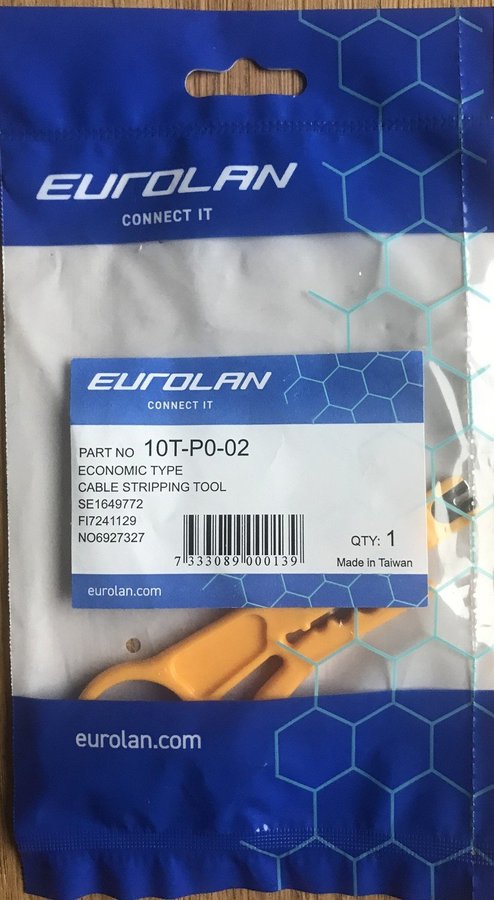 EUROLAN
CONNECT IT
EUROLAN
CONNECT IT
PART NO 10T-P0-02
ECONOMIC TYPE
CABLE STRIPPING TOOL
SE1649772
FI7241129
NO6927327
7 333089 000139
QTY: 1
Made in Taiwan
eurolan.com
eurolan.com